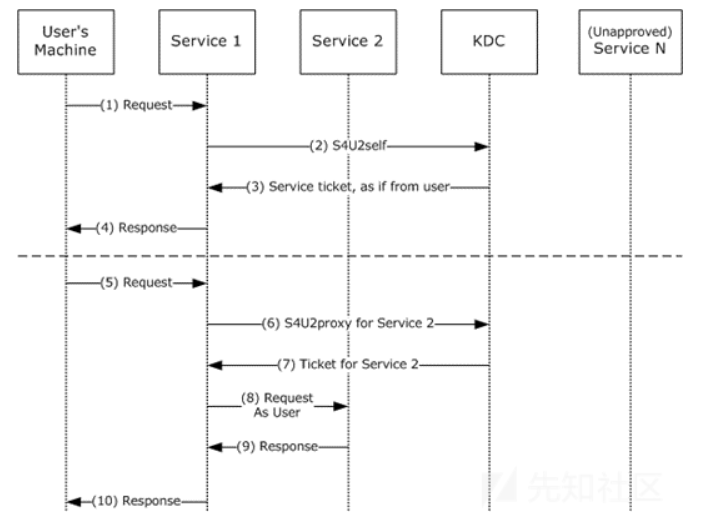 User's
Machine
Service 1
Service 2
KDC
(Unapproved)
Service N
(1) Request
(2) S4U2self
(3) Service ticket, as if from user
(4) Response
(5) Request
(6) S4U2proxy for Service 2
(7) Ticket for Service 2
(8) Request
As User
(9) Response
(10) Response
先知社区